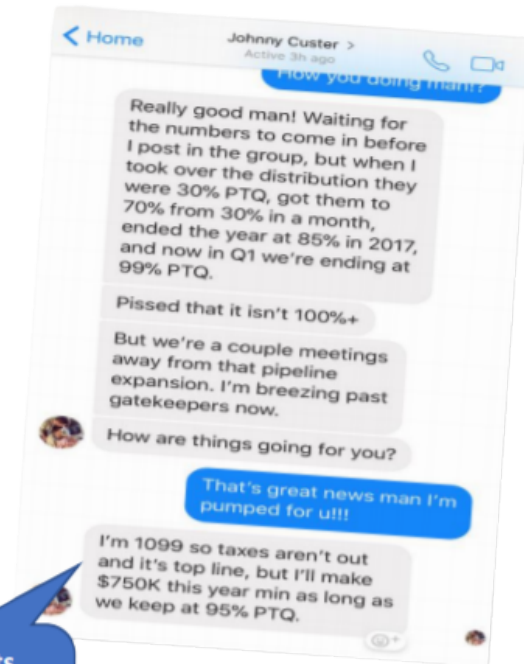 Home
Johnny Custer >
Active 3h ago
How you doing man!?
Really good man! Waiting for
the numbers to come in before
I post in the group, but when I
took over the distribution they
were 30% PTQ, got them to
70% from 30% in a month,
ended the year at 85% in 2017,
and now in Q1 we're ending at
99% PTQ.
Pissed that it isn't 100%+
But we're a couple meetings
away from that pipeline
expansion. I'm breezing past
gatekeepers now.
How are things going for you?
That's great news man I'm
pumped for u!!!
I'm 1099 so taxes aren't out
and it's top line, but I'll make
$750K this year min as long as
we keep at 95% PTQ.